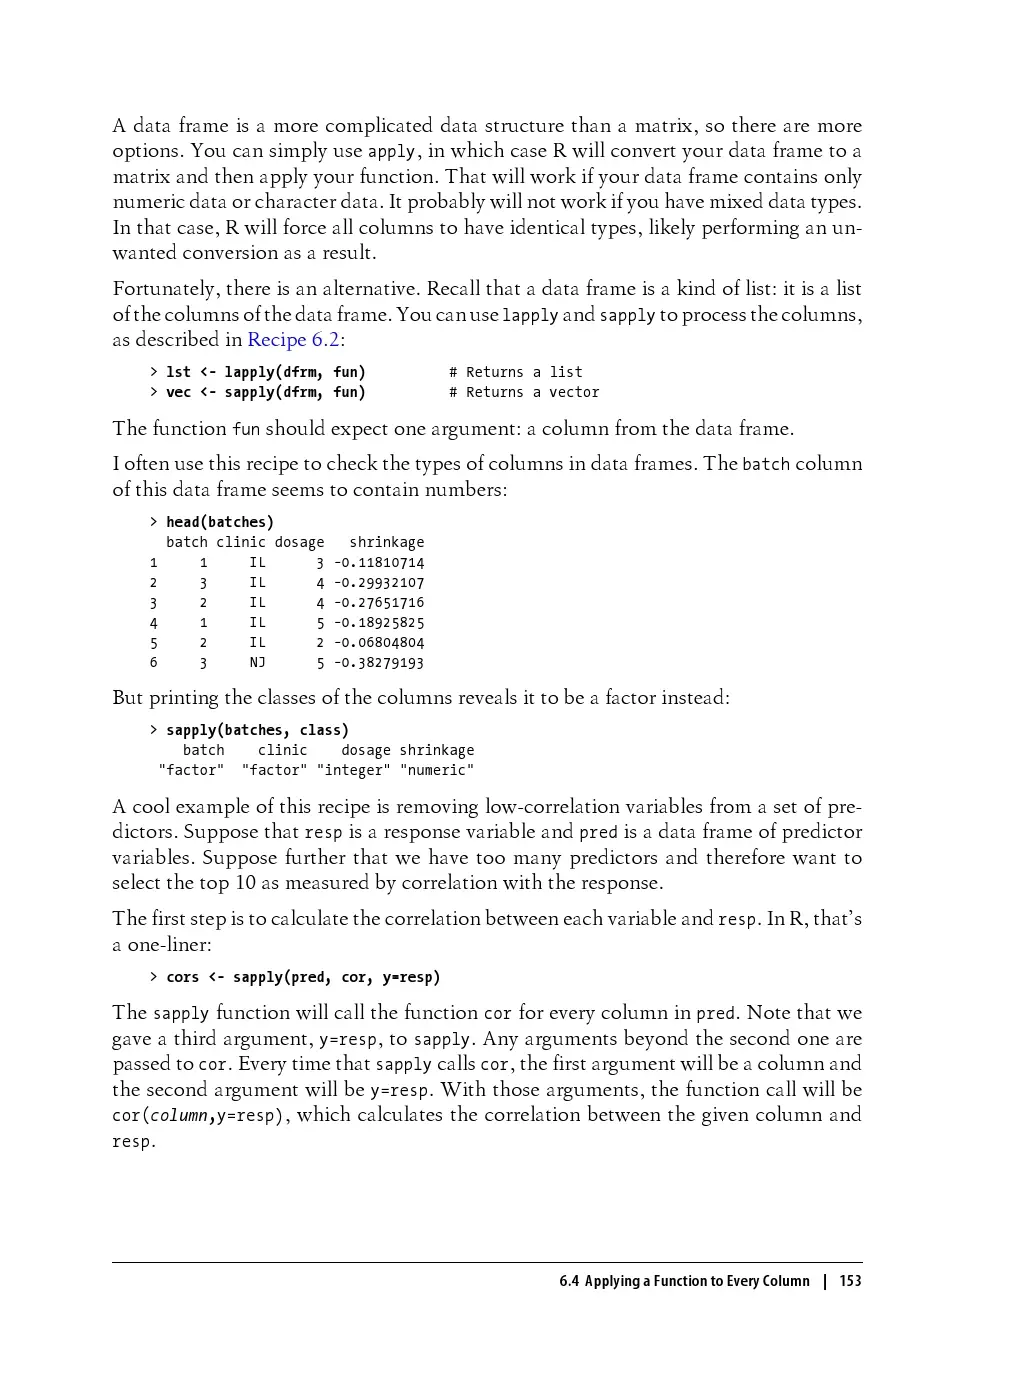 A data frame is a more complicated data structure than a matrix, so there are more
options. You can simply use apply, in which case R will convert your data frame to a
matrix and then apply your function. That will work if your data frame contains only
numeric data or character data. It probably will not work if you have mixed data types.
In that case, R will force all columns to have identical types, likely performing an un-
wanted conversion as a result.
Fortunately, there is an alternative. Recall that a data frame is a kind of list: it is a list
of the columns of the data frame. You can use lapply and sapply to process the columns,
as described in Recipe 6.2:
> lst <- lapply(dfrm, fun)          # Returns a list
> vec <- sapply(dfrm, fun)          # Returns a vector
The function fun should expect one argument: a column from the data frame.
I often use this recipe to check the types of columns in data frames. The batch column
of this data frame seems to contain numbers:
> head(batches)
  batch clinic dosage   shrinkage
1     1     IL      3 -0.11810714
2     3     IL      4 -0.29932107
3     2     IL      4 -0.27651716
4     1     IL      5 -0.18925825
5     2     IL      2 -0.06804804
6     3     NJ      5 -0.38279193
But printing the classes of the columns reveals it to be a factor instead:
> sapply(batches, class)
    batch    clinic    dosage shrinkage
 "factor"  "factor" "integer" "numeric"
A cool example of this recipe is removing low-correlation variables from a set of pre-
dictors. Suppose that resp is a response variable and pred is a data frame of predictor
variables. Suppose further that we have too many predictors and therefore want to
select the top 10 as measured by correlation with the response.
The first step is to calculate the correlation between each variable and resp. In R, that's
a one-liner:
> cors <- sapply(pred, cor, y=resp)
The sapply function will call the function cor for every column in pred. Note that we
gave a third argument, y=resp, to sapply. Any arguments beyond the second one are
passed to cor. Every time that sapply calls cor, the first argument will be a column and
the second argument will be y=resp. With those arguments, the function call will be
cor(column,y=resp), which calculates the correlation between the given column and
resp.
6.4 Applying a Function to Every Column | 153